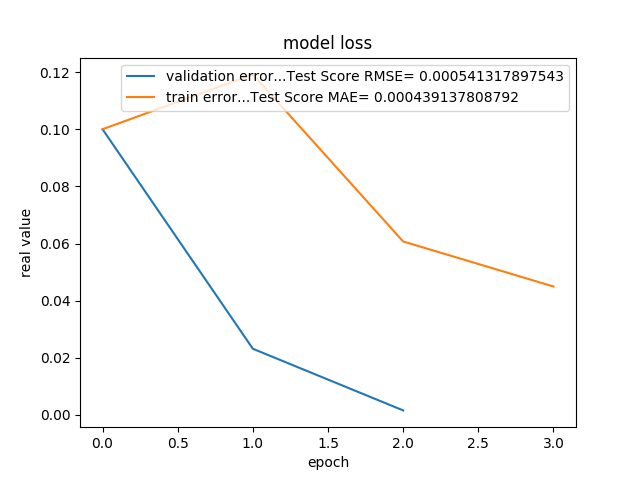 model loss
validation error...Test Score RMSE= 0.000541317897543
train error...Test Score MAE= 0.000439137808792
0.12
0.10
0.08
0.06
0.04
0.02
0.00
real value
0.0 0.5 1.0 1.5 2.0 2.5 3.0
epoch